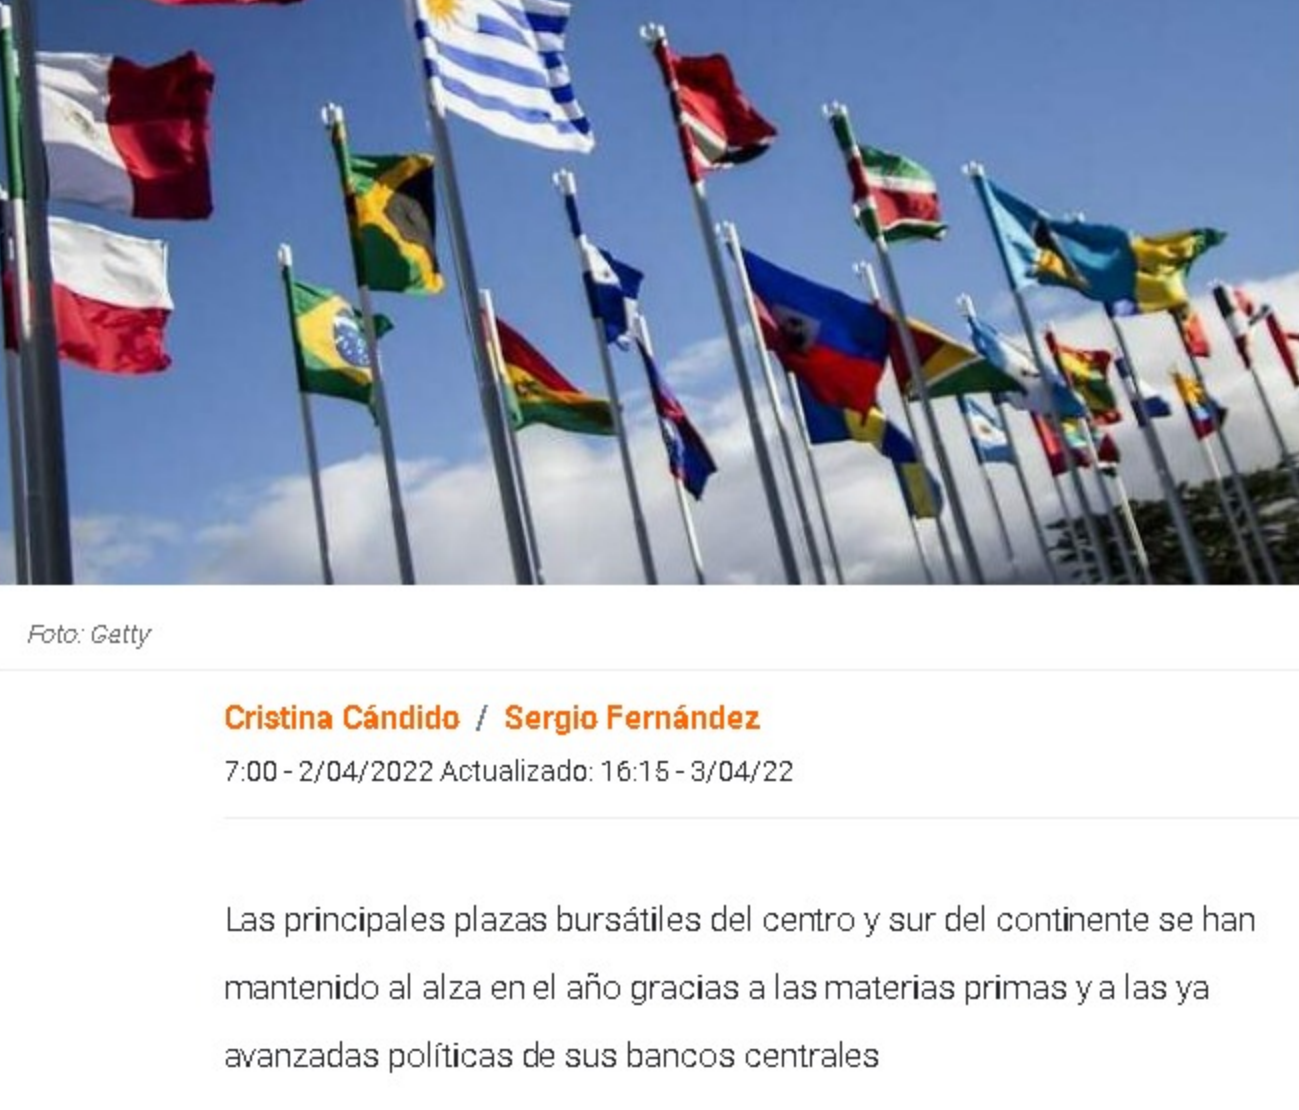 Foto: Getty
Cristina Cándido / Sergio Fernández
7:00 - 2/04/2022 Actualizado: 16:15 - 3/04/22
Las principales plazas bursátiles del centro y sur del continente se han
mantenido al alza en el año gracias a las materias primas y a las ya
avanzadas políticas de sus bancos centrales